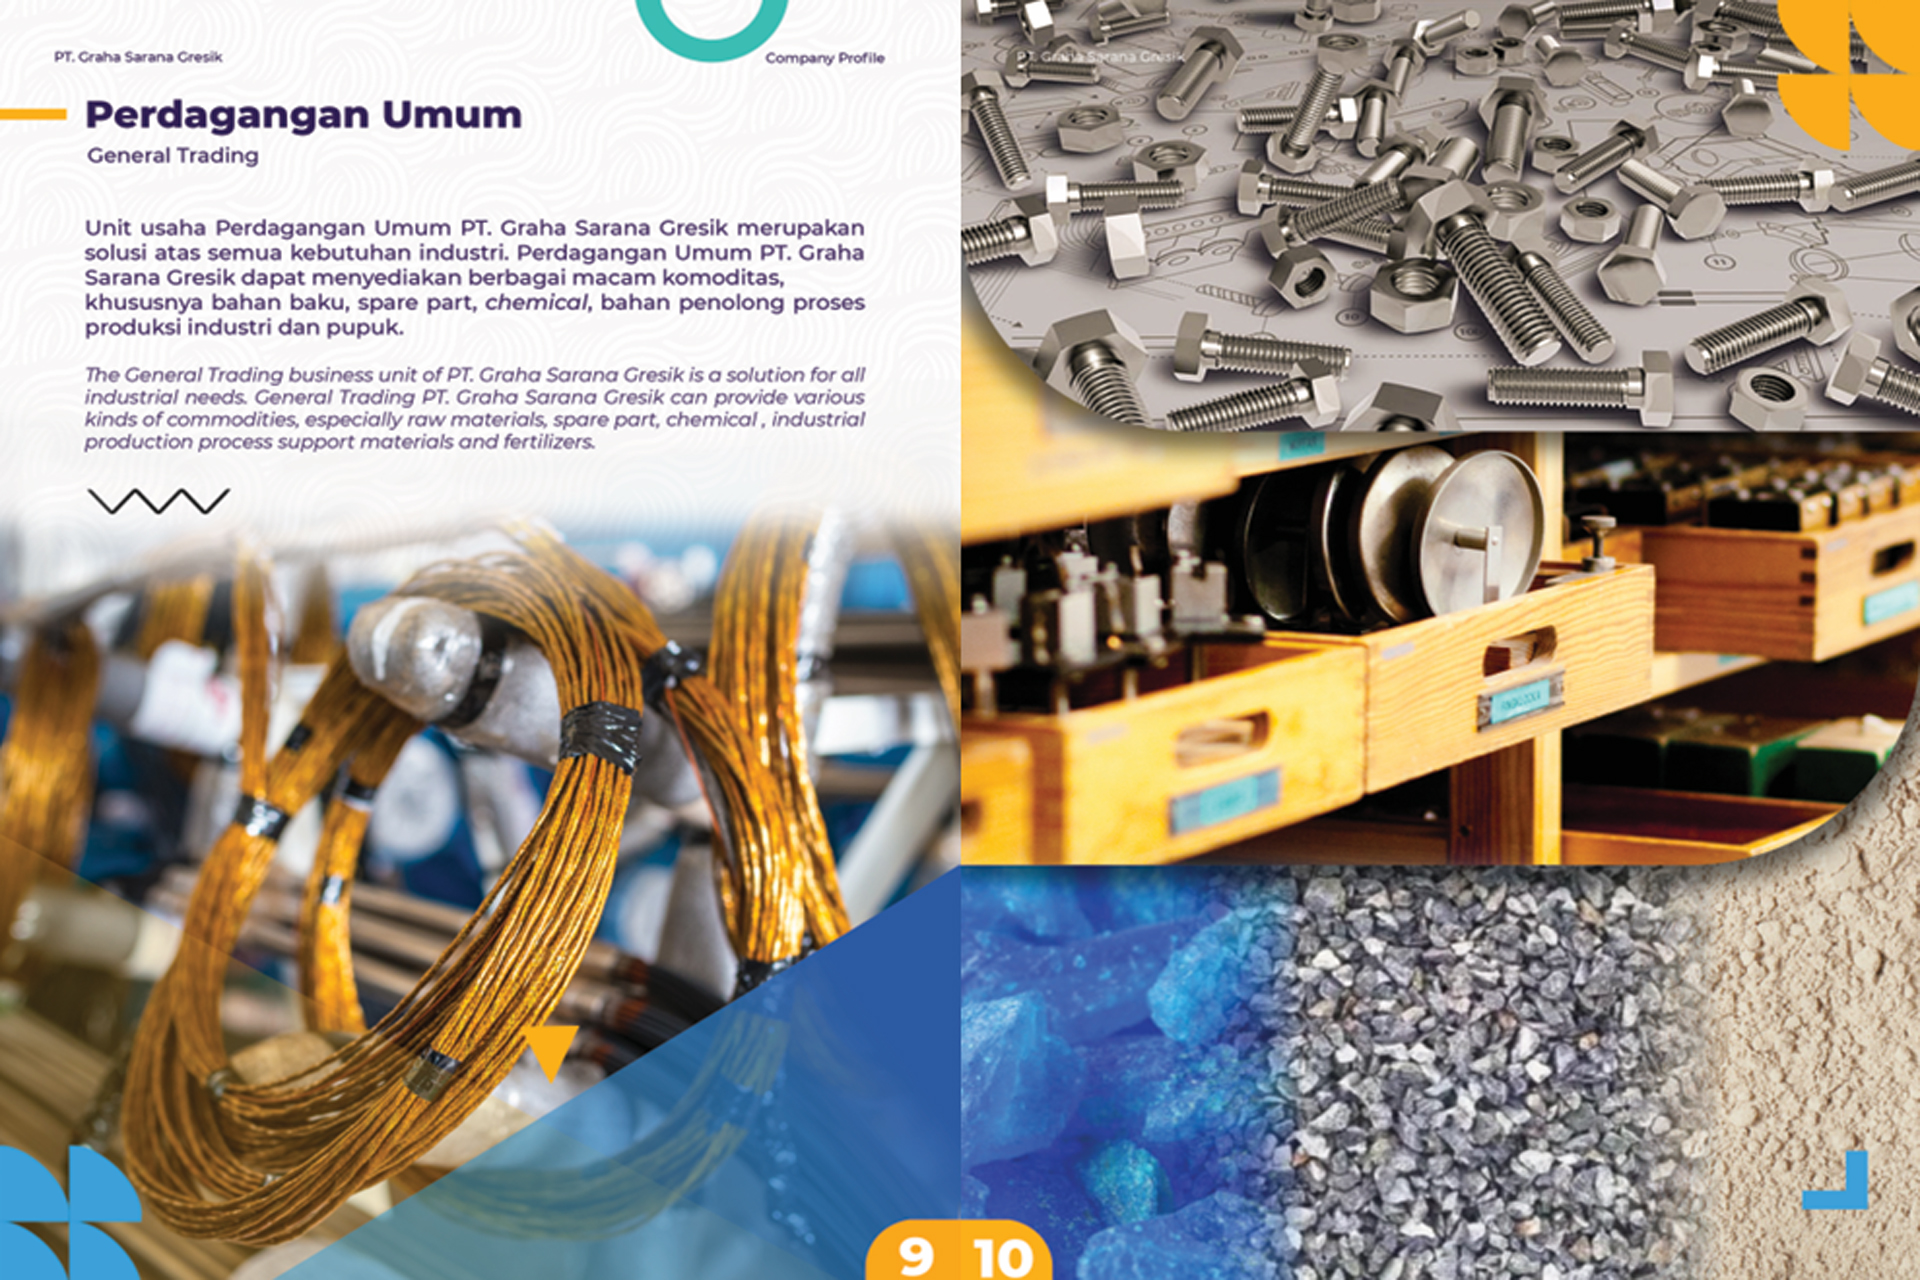 PT. Graha Sarana Gresik
Company Profile
Perdagangan Umum
General Trading
Unit usaha Perdagangan Umum PT. Graha Sarana Gresik merupakan
solusi atas semua kebutuhan industri. Perdagangan Umum PT. Graha
Sarana Gresik dapat menyediakan berbagai macam komoditas,
khususnya bahan baku, spare part, chemical, bahan penolong proses
produksi industri dan pupuk.
The General Trading business unit of PT. Graha Sarana Gresik is a solution for all
industrial needs. General Trading PT. Graha Sarana Gresik can provide various
kinds of commodities, especially raw materials, spare part, chemical , industrial
production process support materials and fertilizers.
PT. Graha Sarana Gresik
9
10